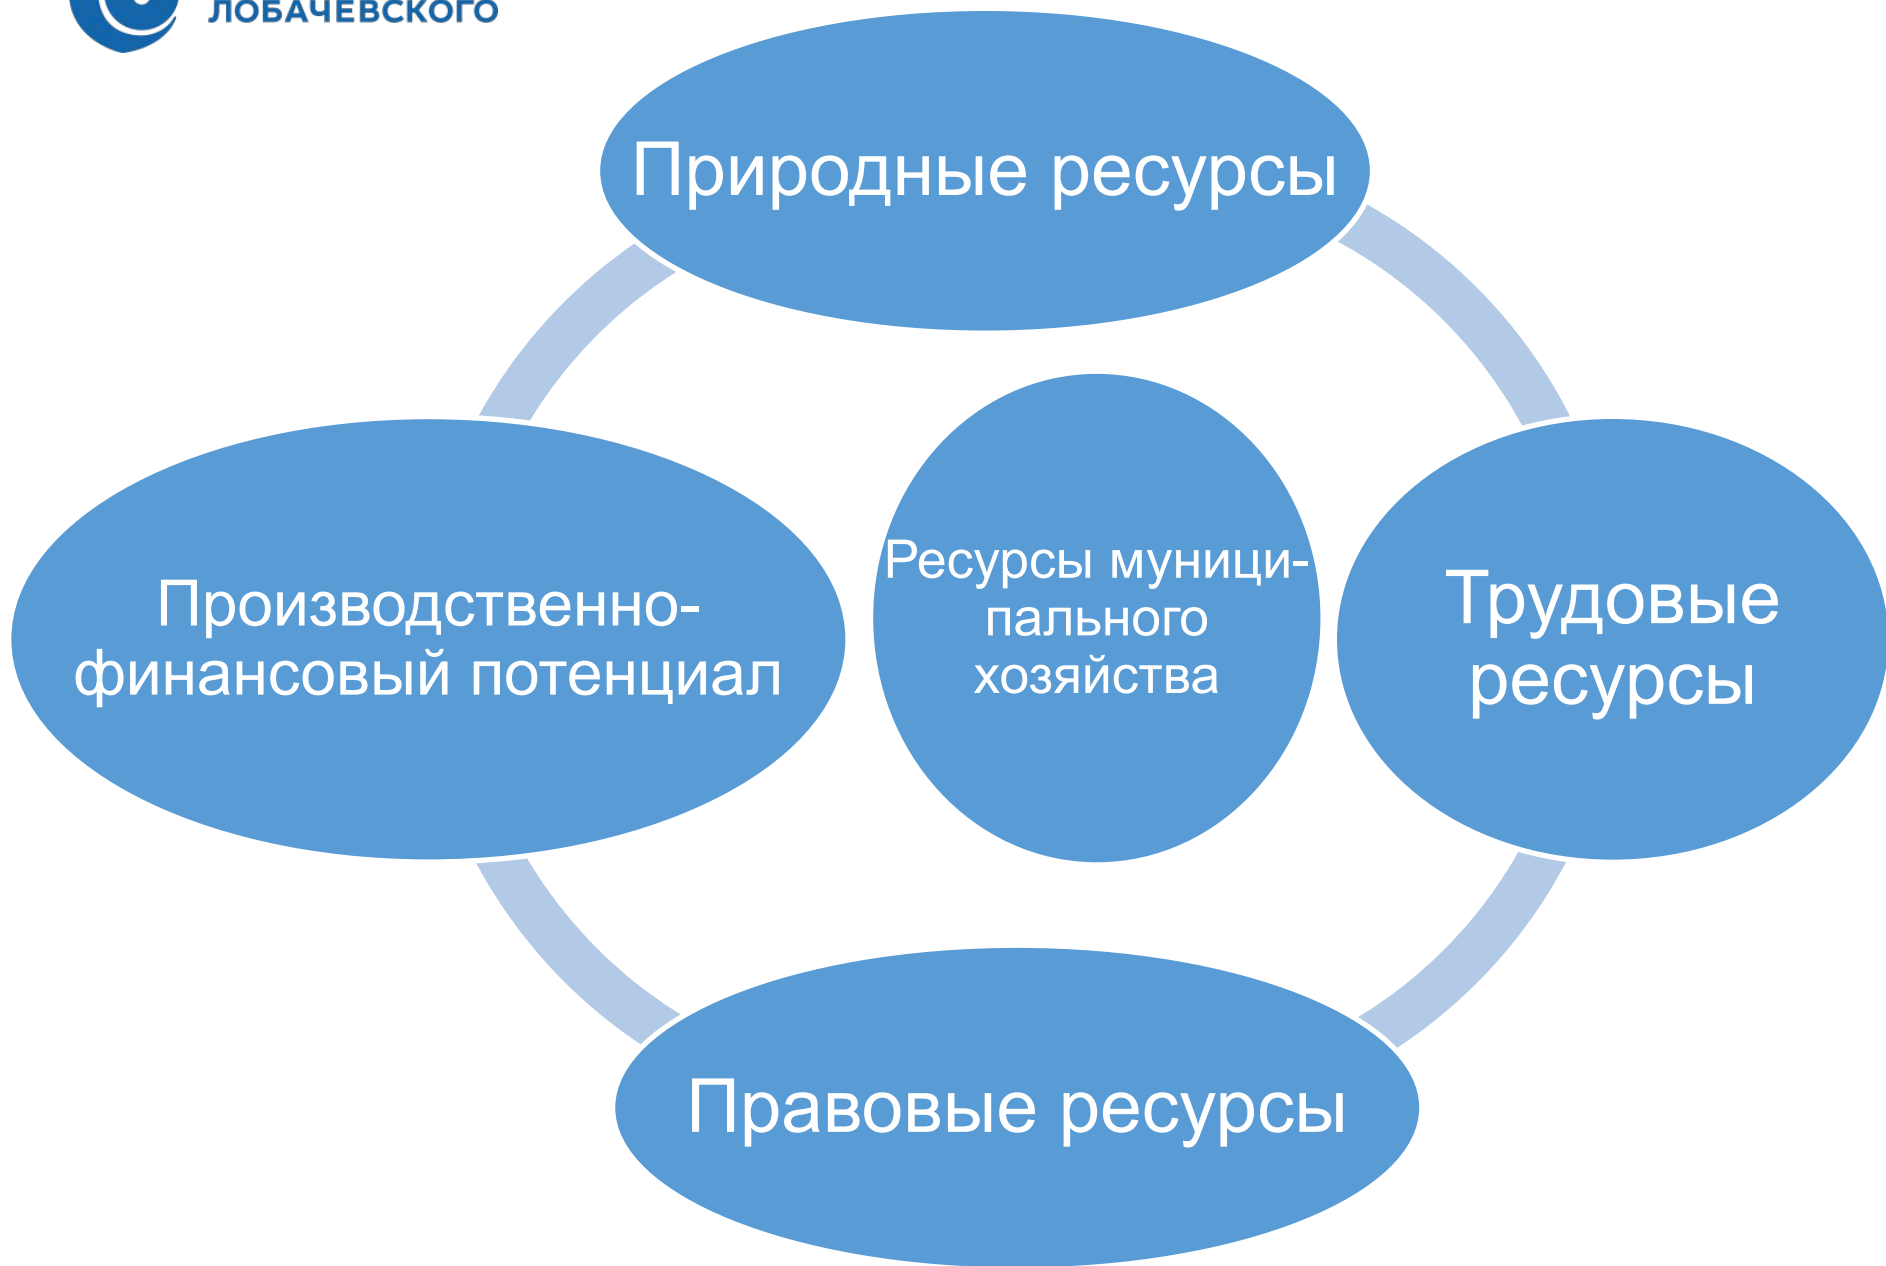 ЛОБАЧЕВСКОГО
Природные ресурсы
Производственно-
финансовый потенциал
Ресурсы муници-
пального
хозяйства
Трудовые
ресурсы
Правовые ресурсы